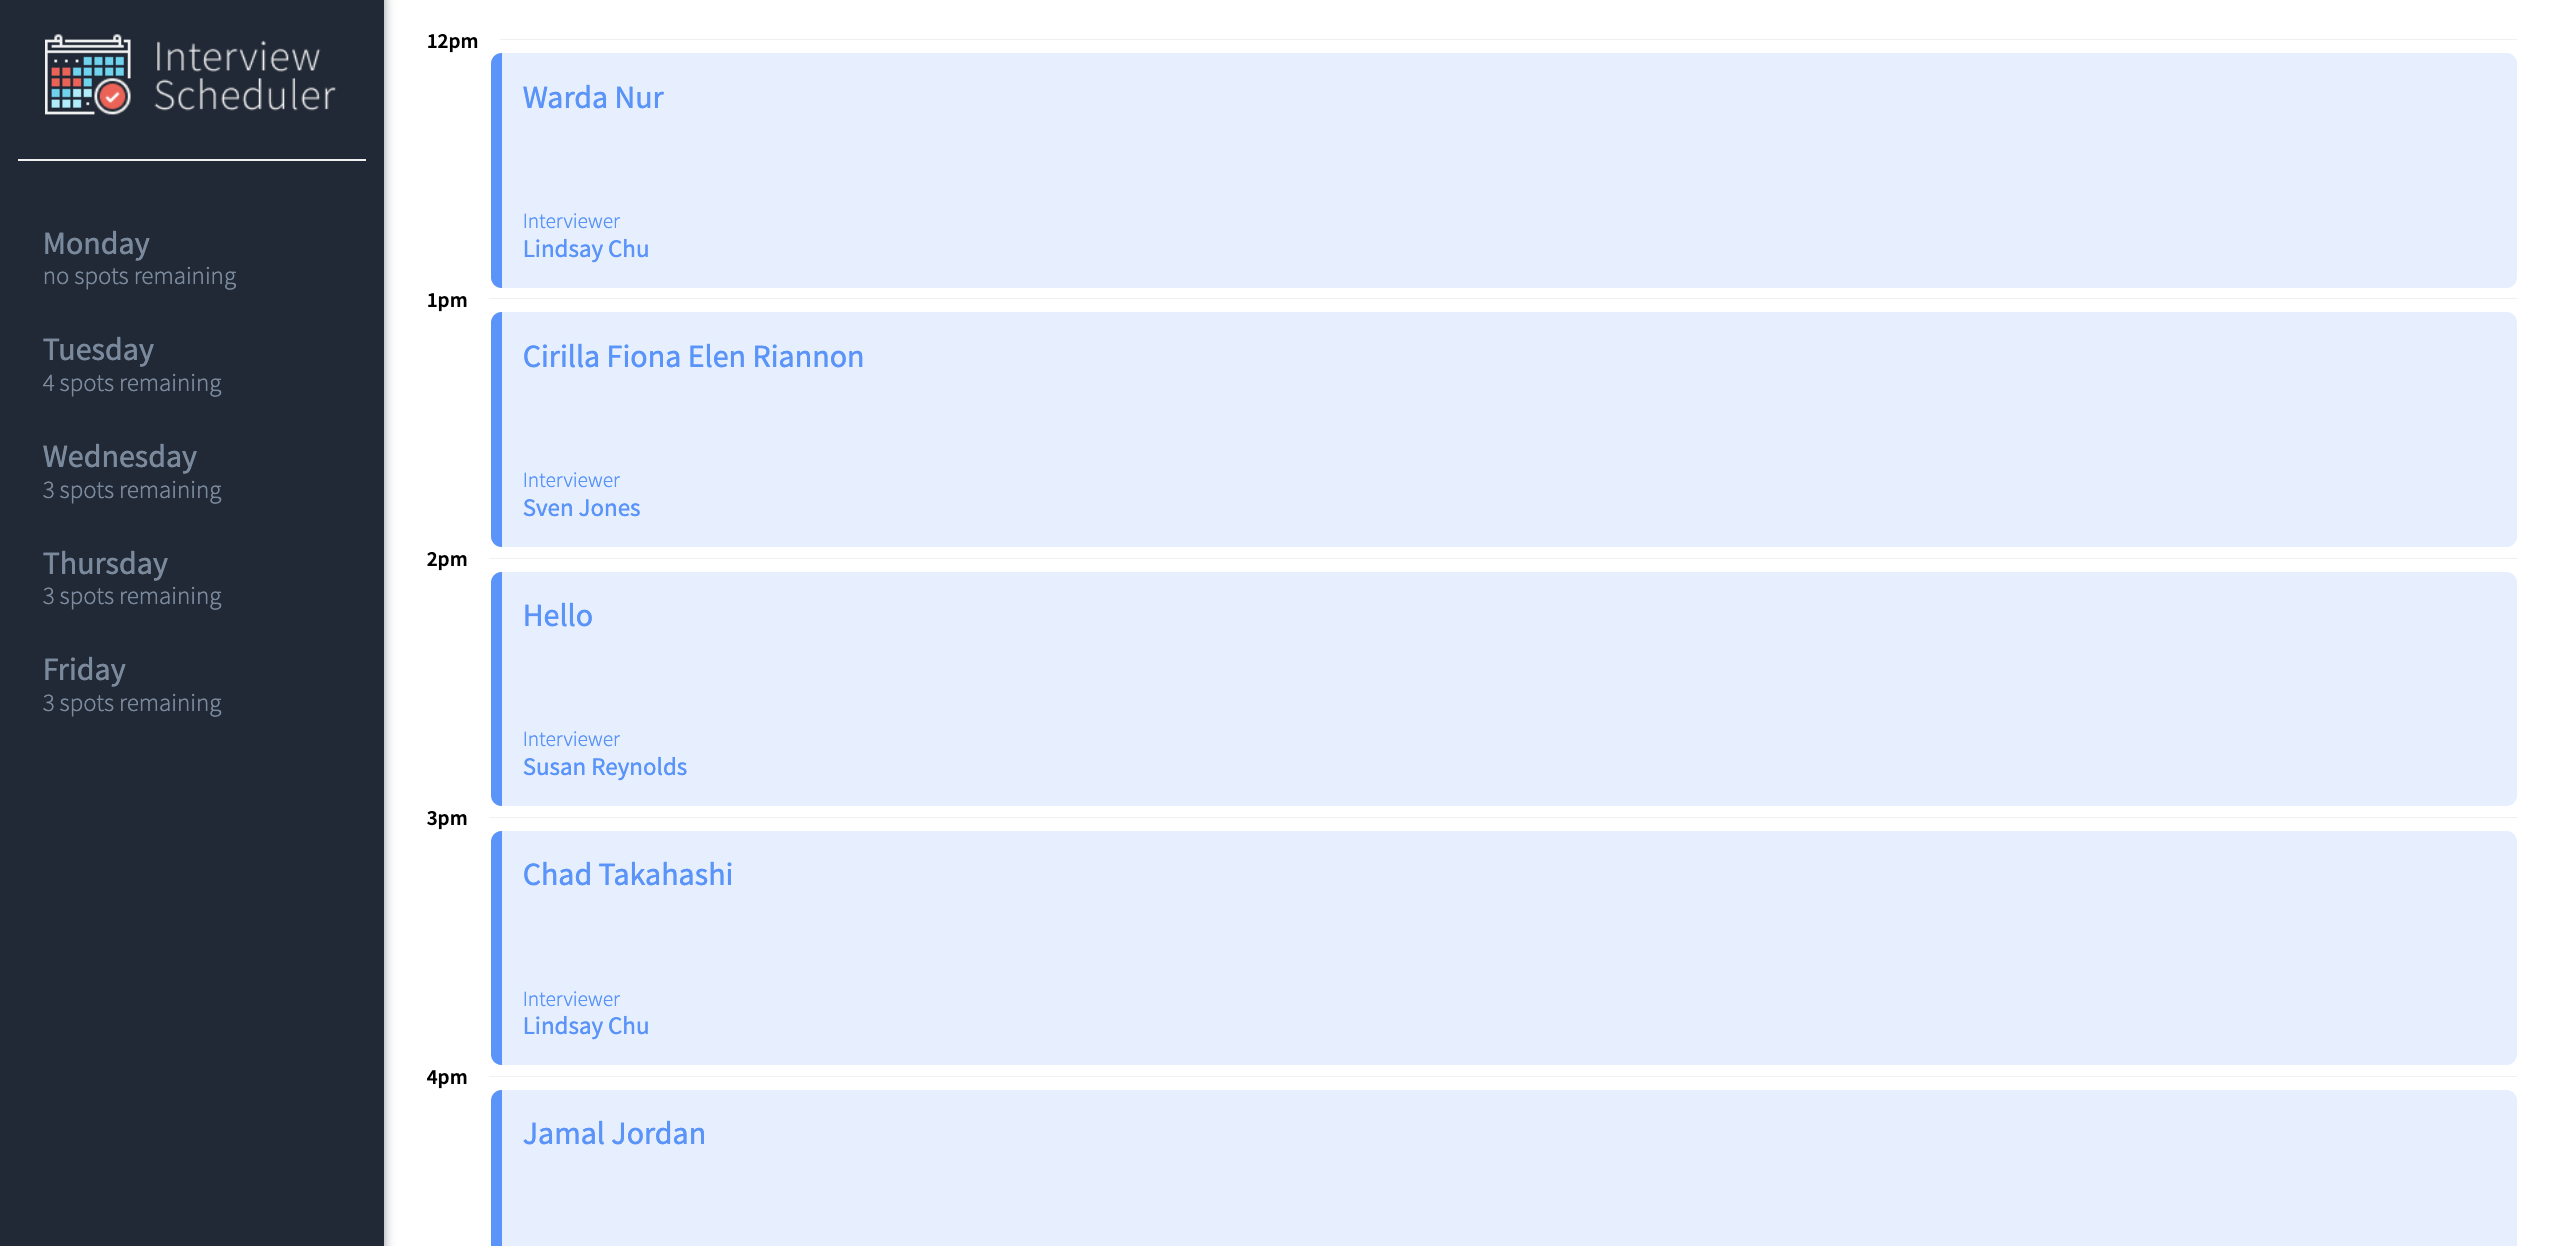 Interview
Scheduler
Monday
no spots remaining
Tuesday
4 spots remaining
Wednesday
3 spots remaining
Thursday
3 spots remaining
Friday
3 spots remaining
12pm
Warda Nur
Interviewer
Lindsay Chu
1pm
Cirilla Fiona Elen Riannon
Interviewer
Sven Jones
2pm
Hello
Interviewer
Susan Reynolds
3pm
Chad Takahashi
Interviewer
Lindsay Chu
4pm
Jamal Jordan